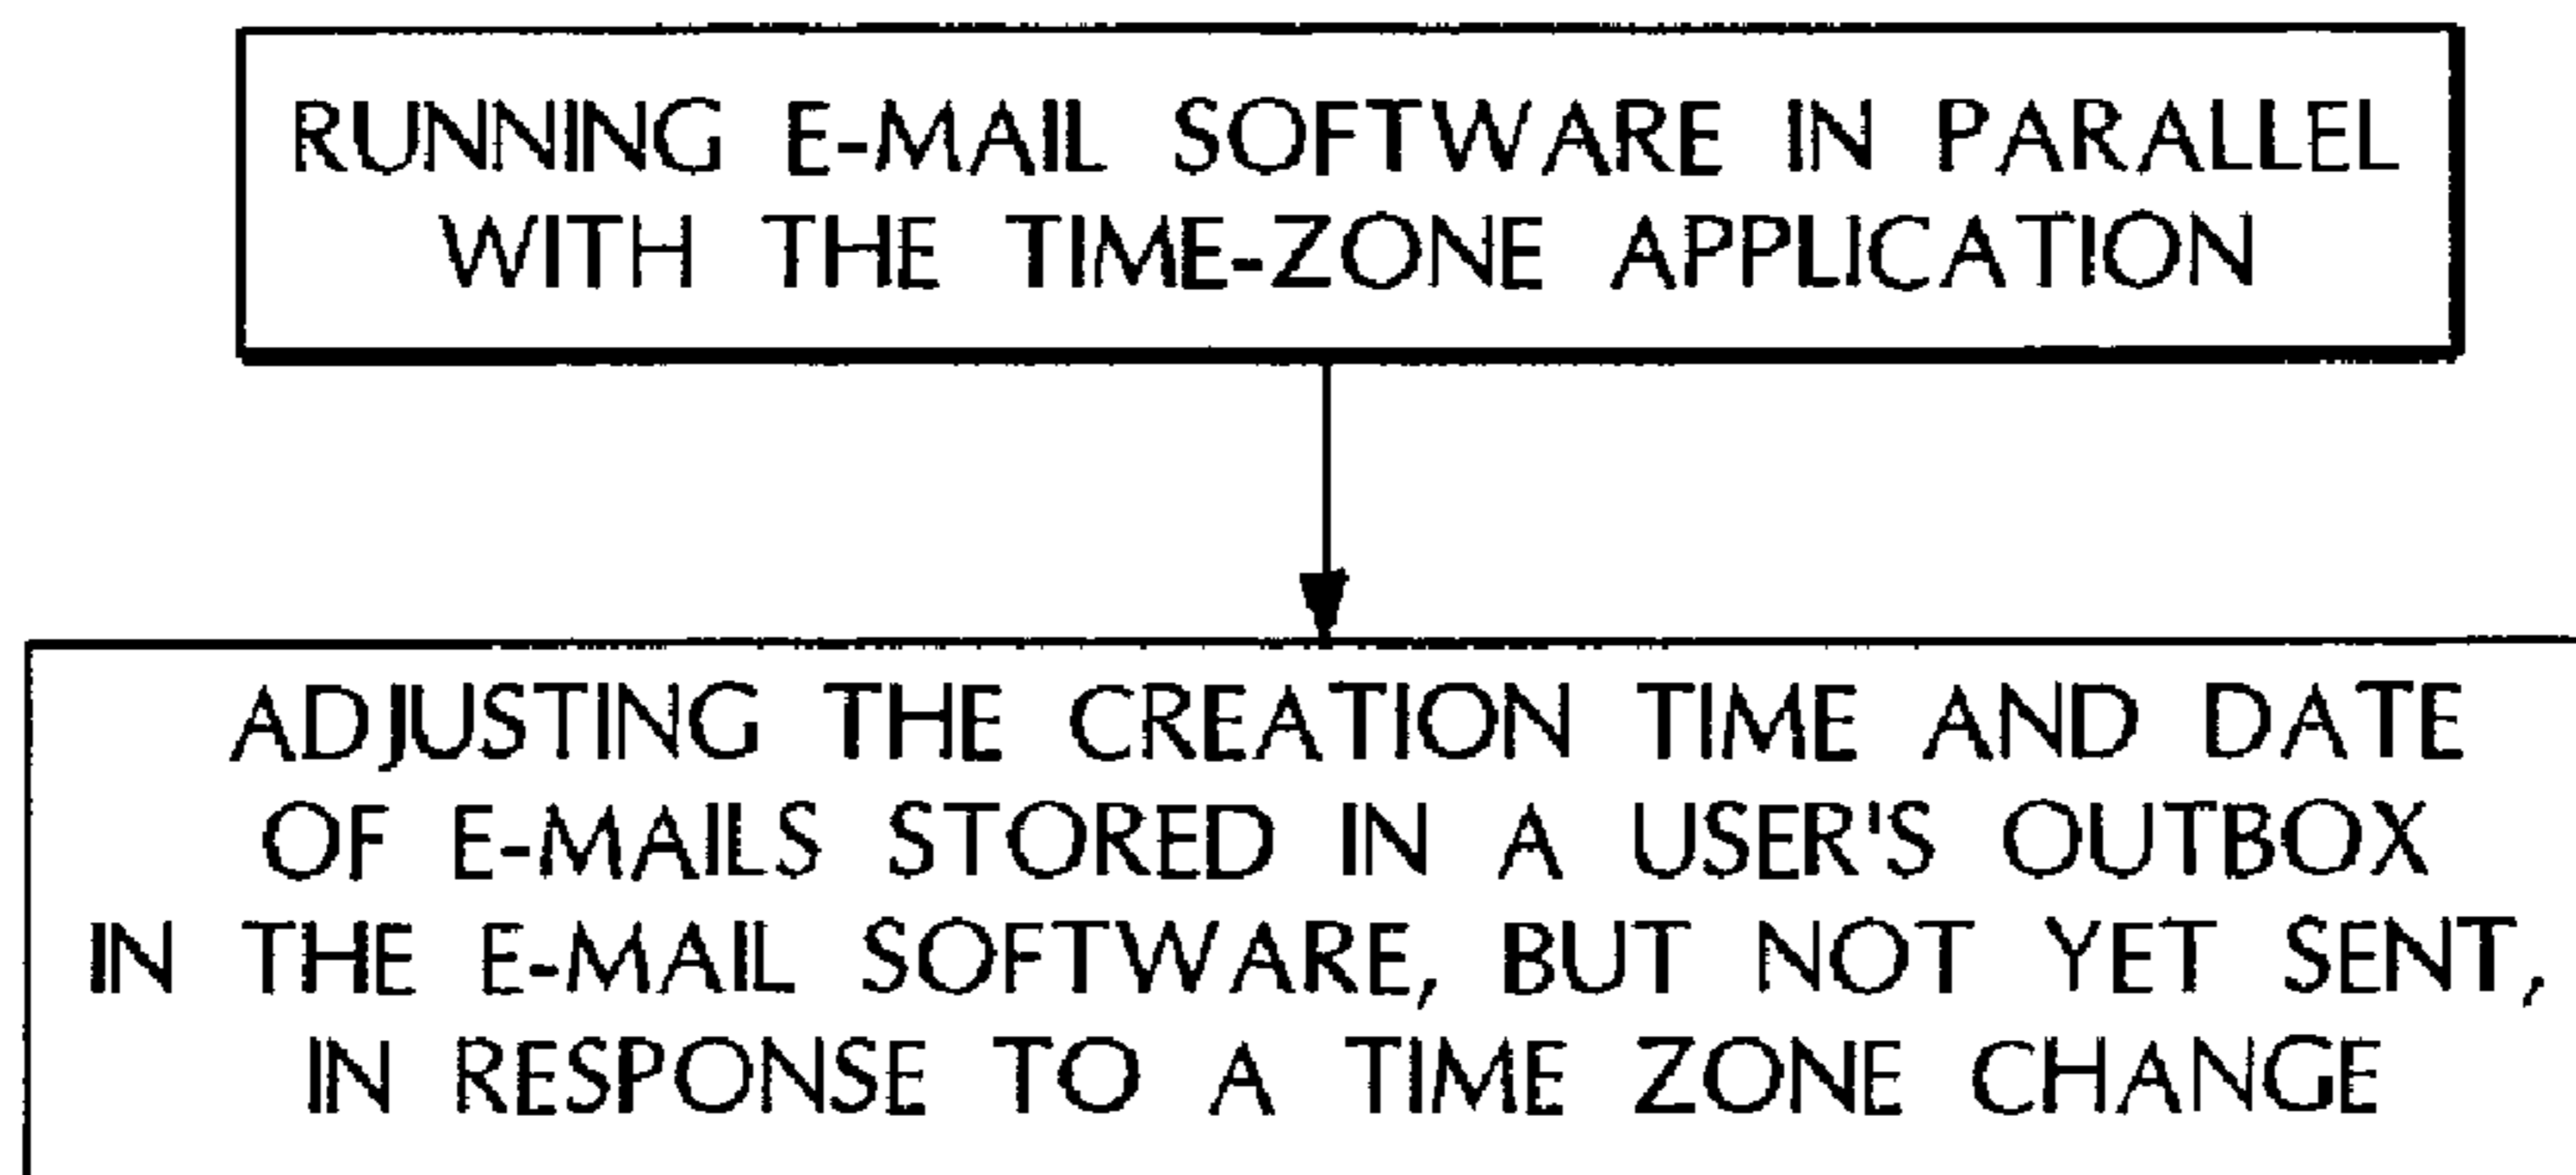 RUNNING E-MAIL SOFTWARE IN PARALLEL
WITH THE TIME-ZONE APPLICATION
ADJUSTING THE CREATION TIME AND DATE
OF E-MAILS STORED IN A USER'S OUTBOX
IN THE E-MAIL SOFTWARE, BUT NOT YET SENT,
IN RESPONSE TO A TIME ZONE CHANGE